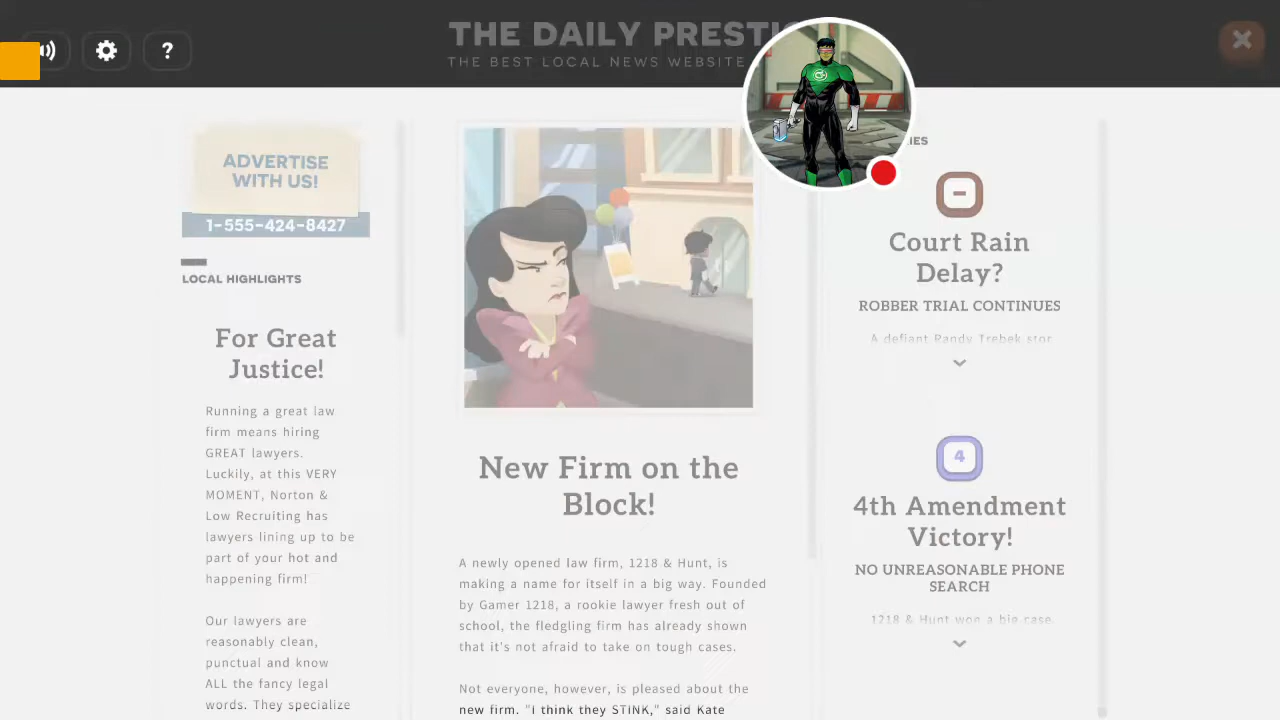 THE DAILY PRESTI
THE BEST LOCAL NEWS WEBSITE
?
ADVERTISE
WITH US!
1-555-424-8427
LOCAL HIGHLIGHTS
For Great
Justice!
Running a great law
firm means hiring
GREAT lawyers.
Luckily, at this VERY
MOMENT, Norton &
Low Recruiting has
lawyers lining up to be
part of your hot and
happening firm!
Our lawyers are
reasonably clean,
punctual and know
ALL the fancy legal
words. They specialize
New Firm on the
Block!
A newly opened law firm, 1218 & Hunt, is
making a name for itself in a big way. Founded
by Gamer 1218, a rookie lawyer fresh out of
school, the fledgling firm has already shown
that it's not afraid to take on tough cases.
Not everyone, however, is pleased about the
new firm. "I think they STINK," said Kate
IES
Court Rain
Delay?
ROBBER TRIAL CONTINUES
A defiant Randy Trebek stor
4
4th Amendment
Victory!
NO UNREASONABLE PHONE
SEARCH
1218 & Hunt won a big case.